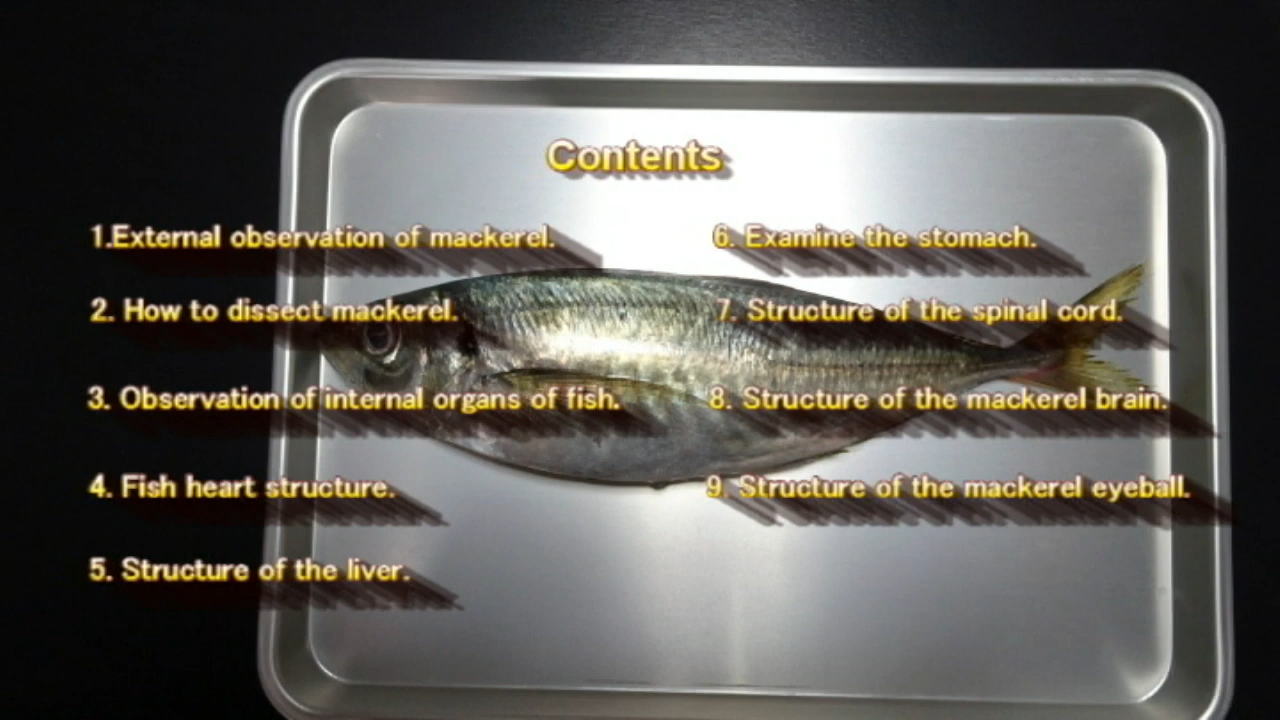 Contents
1.External observation of mackerel.
2. How to dissect mackerel.
3. Observation of internal organs of fish.
4. Fish heart structure.
5. Structure of the liver.
6. Examine the stomach.
7. Structure of the spinal cord.
8. Structure of the mackerel brain.
9. Structure of the mackerel eyeball.